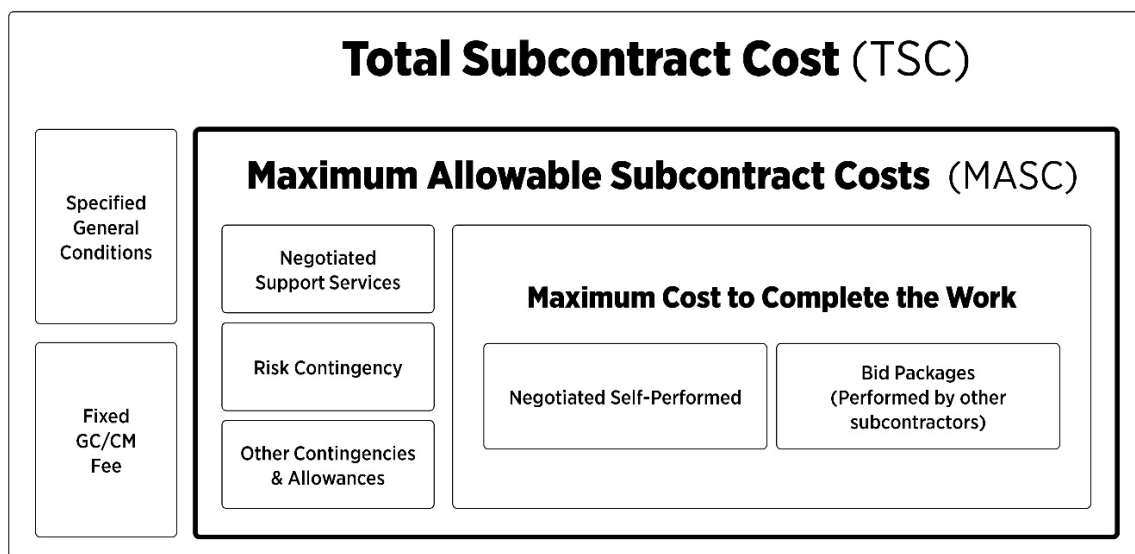 Total Subcontract Cost (TSC)
Specified
General
Conditions
Fixed
GC/CM
Fee
Maximum Allowable Subcontract Costs (MASC)
Negotiated
Support Services
Risk Contingency
Other Contingencies
& Allowances
Maximum Cost to Complete the Work
Negotiated Self-Performed
Bid Packages
(Performed by other
subcontractors)